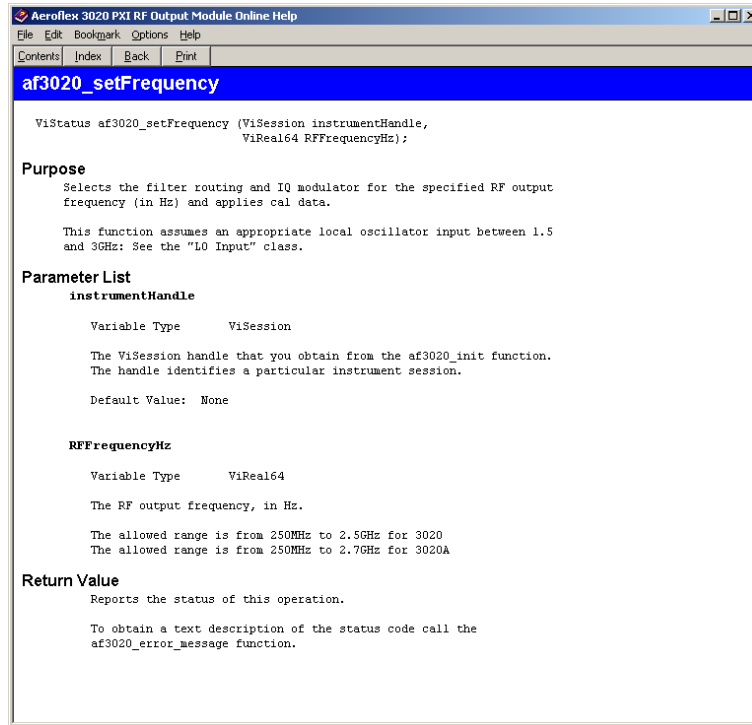 Aeroflex 3020 PXI RF Output Module Online Help
File Edit Bookmark Options Help
Contents Index Back Print
af3020_setFrequency
ViStatus af3020_setFrequency (ViSession instrumentHandle,
ViReal64 RFFrequencyHz);
Purpose
Selects the filter routing and IQ modulator for the specified RF output
frequency (in Hz) and applies cal data.
This function assumes an appropriate local oscillator input between 1.5
and 3GHz: See the "LO Input" class.
Parameter List
instrumentHandle
Variable Type ViSession
The ViSession handle that you obtain from the af3020_init function.
The handle identifies a particular instrument session.
Default Value: None
RFFrequencyHz
Variable Type ViReal64
The RF output frequency, in Hz.
The allowed range is from 250MHz to 2.5GHz for 3020
The allowed range is from 250MHz to 2.7GHz for 3020A
Return Value
Reports the status of this operation.
To obtain a text description of the status code call the
af3020_error_message function.